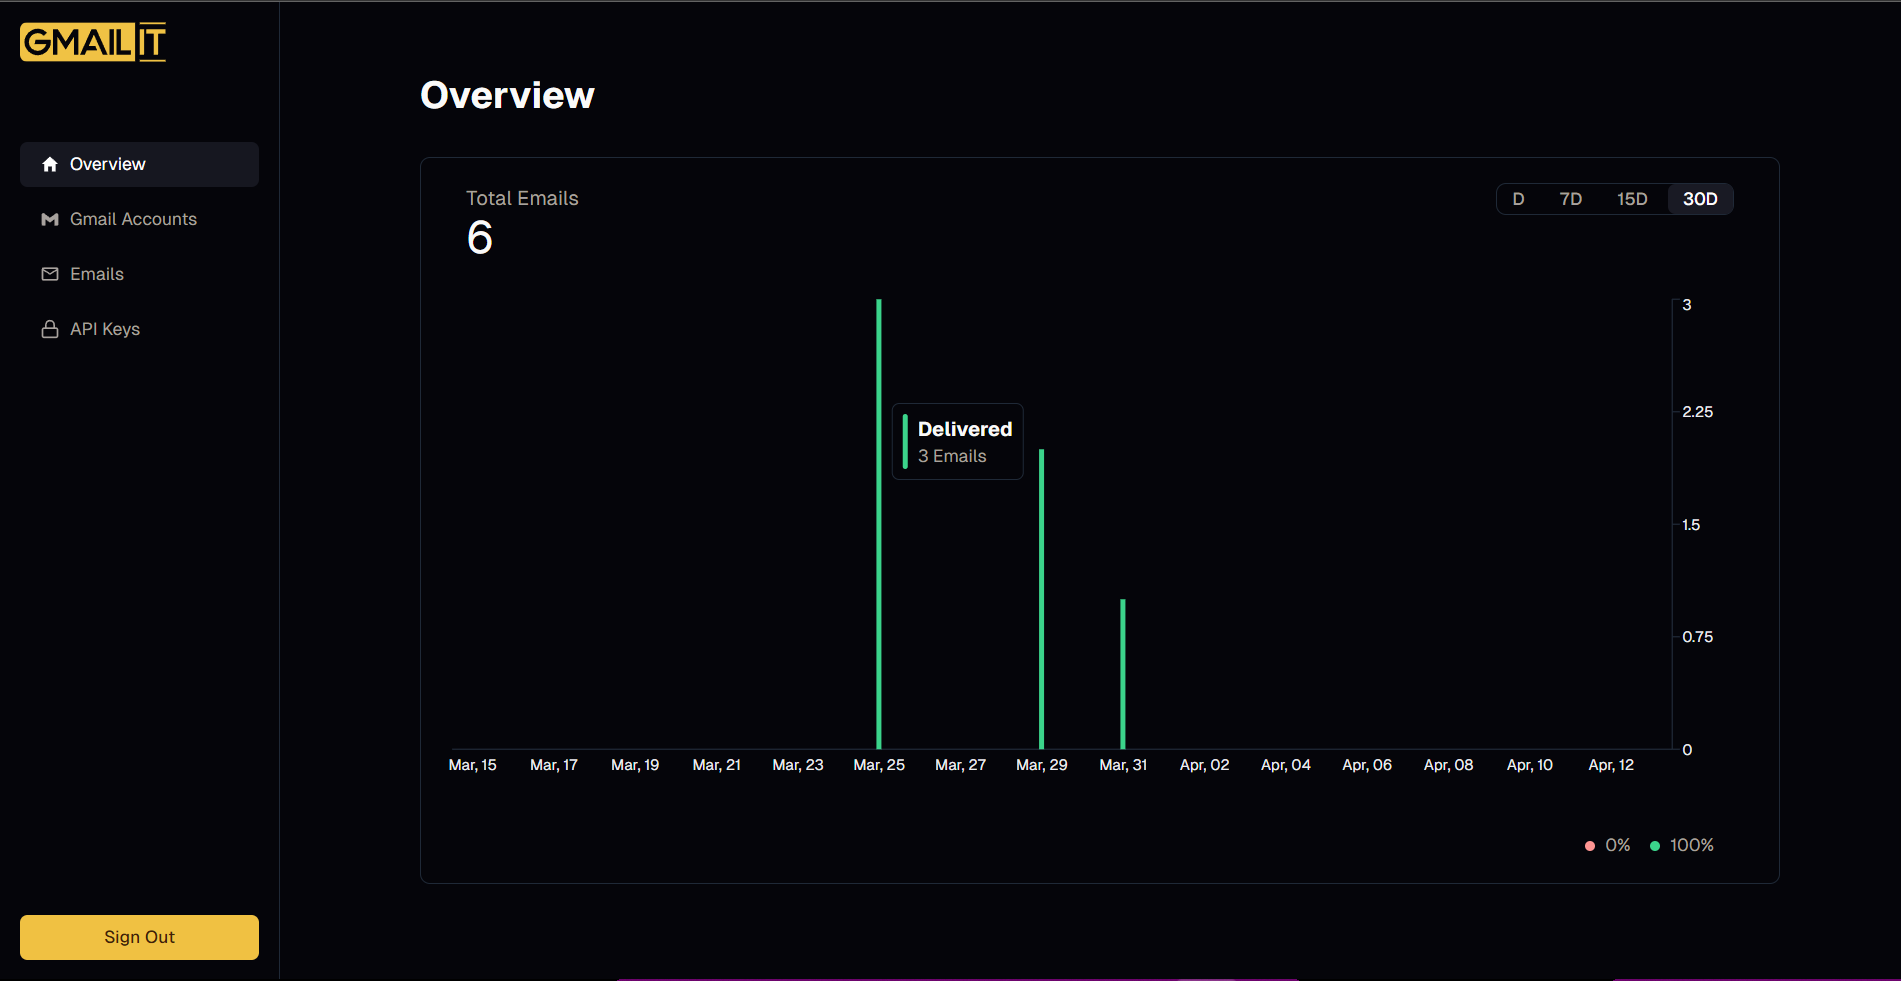 GMAILIT
Overview
Gmail Accounts
Emails
API Keys
Sign Out
Overview
Total Emails
6
D 7D 15D 30D
Delivered
3 Emails
3
2.25
1.5
0.75
0
Mar, 15 Mar, 17 Mar, 19 Mar, 21 Mar, 23 Mar, 25 Mar, 27 Mar, 29 Mar, 31 Apr, 02 Apr, 04 Apr, 06 Apr, 08 Apr, 10 Apr, 12
0% 100%